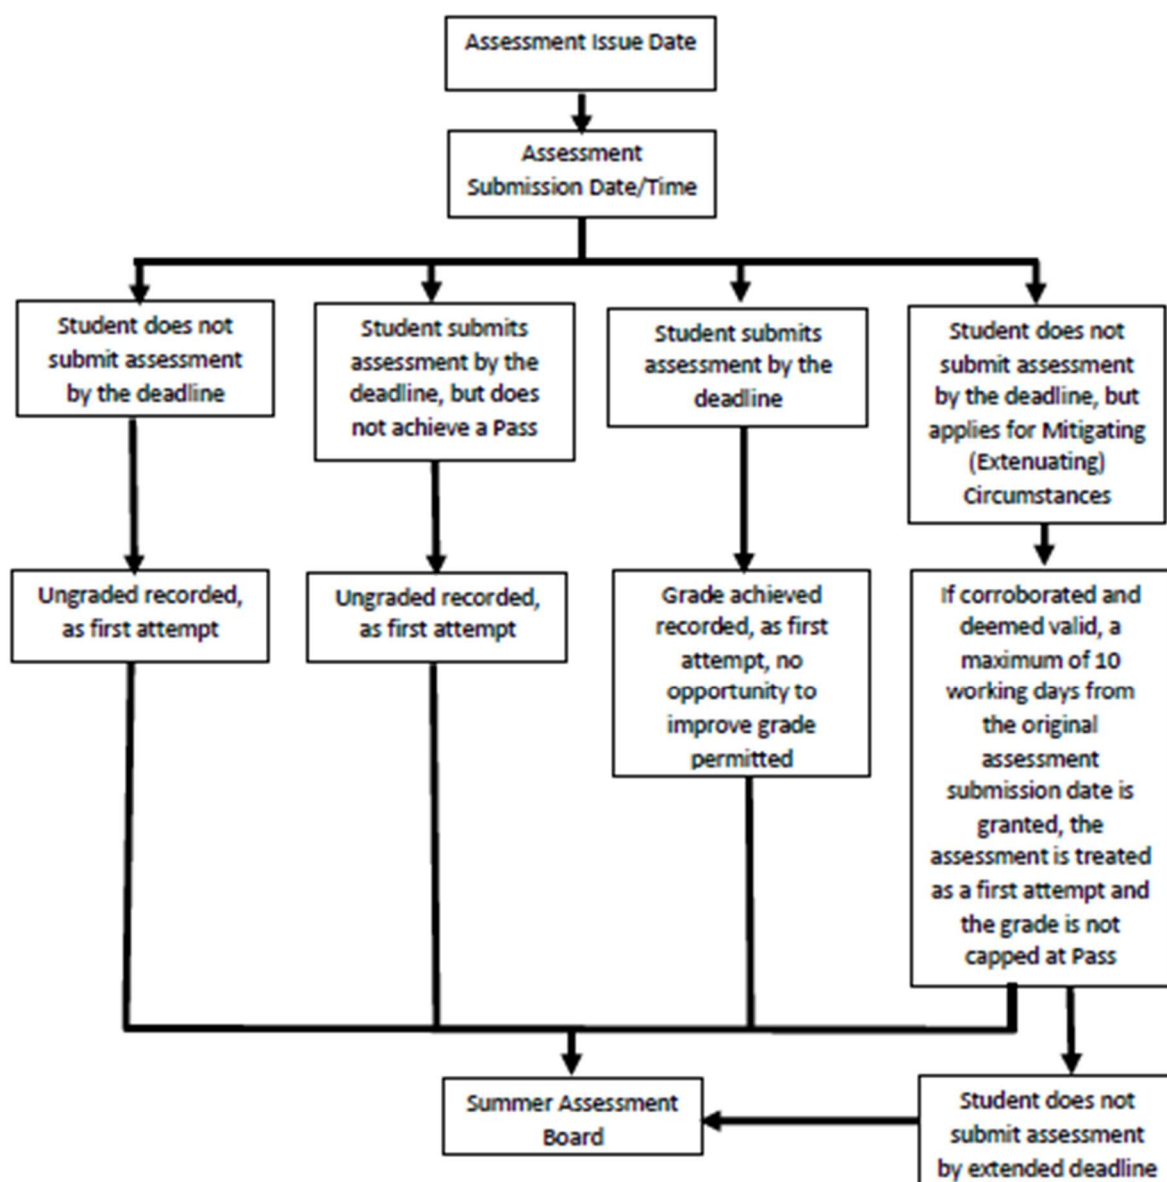 Assessment Issue Date
Assessment
Submission Date/Time
Student does not
submit assessment
by the deadline
Student submits
assessment by the
deadline, but does
not achieve a Pass
Student submits
assessment by the
deadline
Student does not
submit assessment
by the deadline, but
applies for Mitigating
(Extenuating)
Circumstances
Ungraded recorded,
as first attempt
Ungraded recorded,
as first attempt
Grade achieved
recorded, as first
attempt, no
opportunity to
improve grade
permitted
If corroborated and
deemed valid, a
maximum of 10
working days from
the original
assessment
submission date is
granted, the
assessment is treated
as a first attempt and
the grade is not
capped at Pass
Summer Assessment
Board
Student does not
submit assessment
by extended deadline